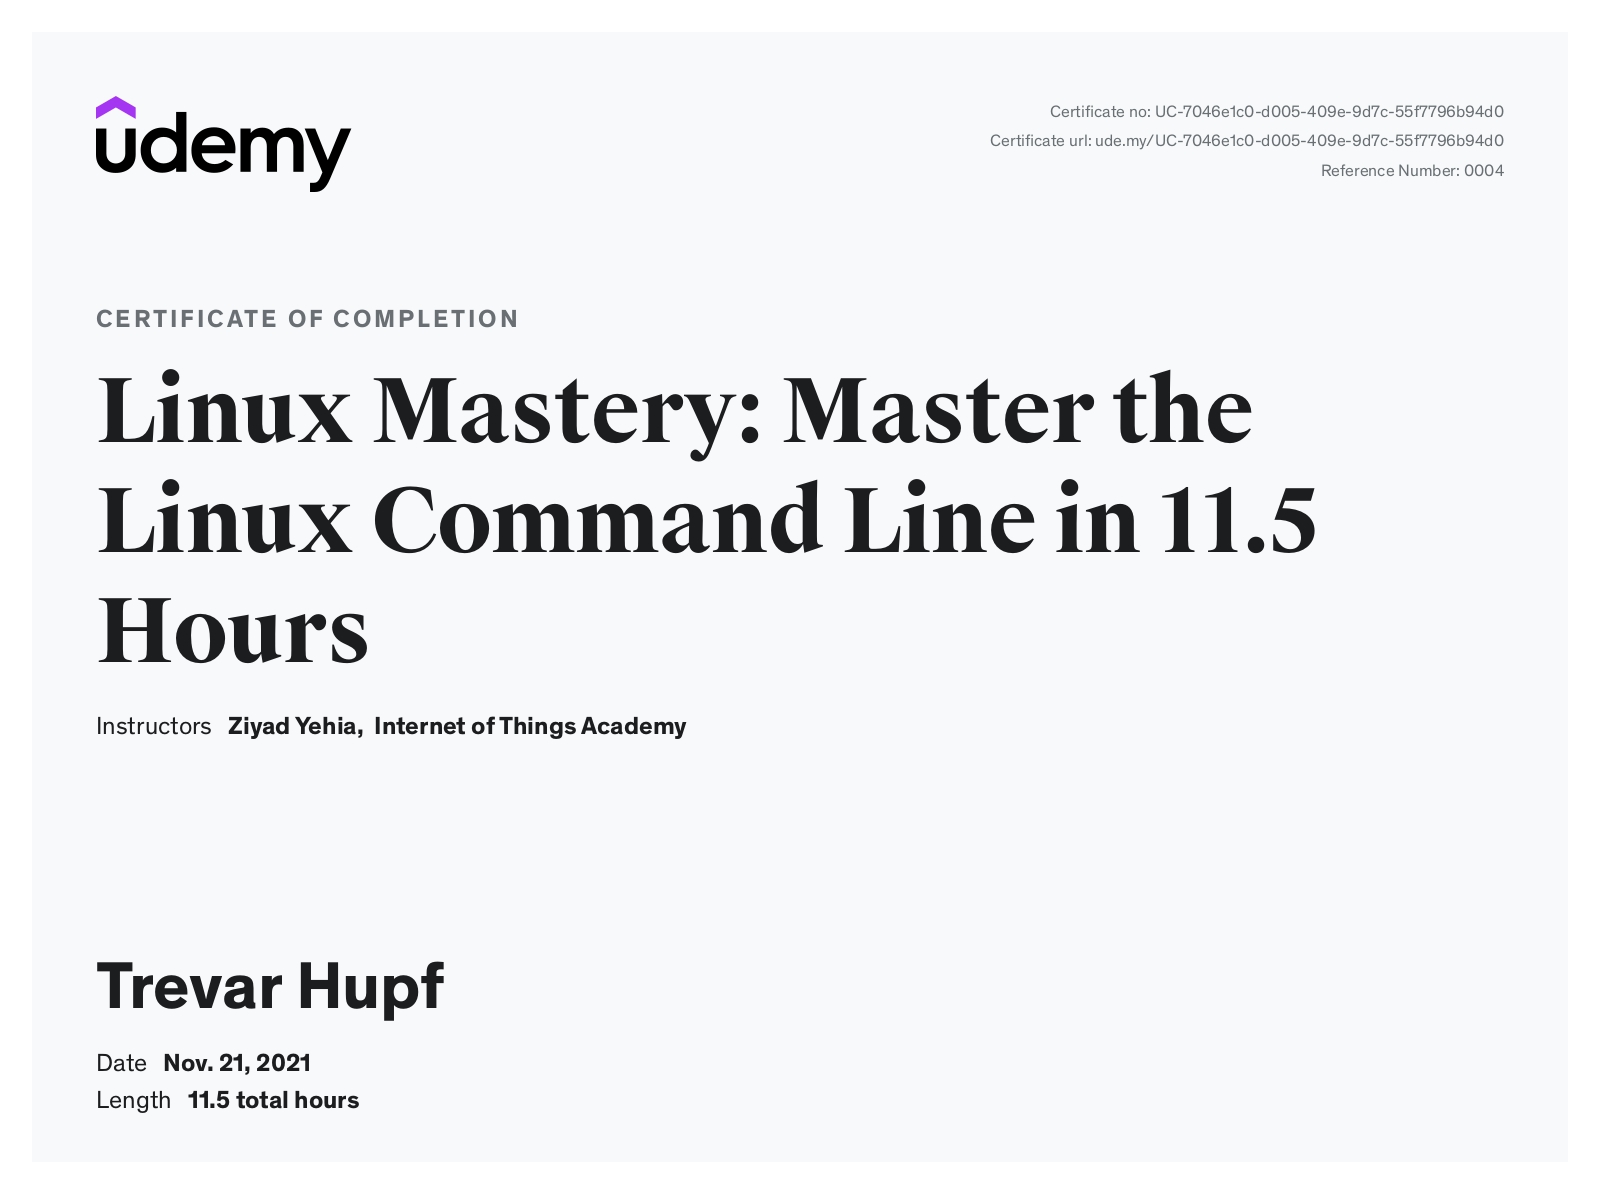 udemy
Certificate no: UC-7046e1c0-d005-409e-9d7c-55f7796b94d0
Certificate url: ude.my/UC-7046e1c0-d005-409e-9d7c-55f7796b94d0
Reference Number: 0004
CERTIFICATE OF COMPLETION
Linux Mastery: Master the
Linux Command Line in 11.5
Hours
Instructors Ziyad Yehia, Internet of Things Academy
Trevar Hupf
Date Nov. 21, 2021
Length 11.5 total hours